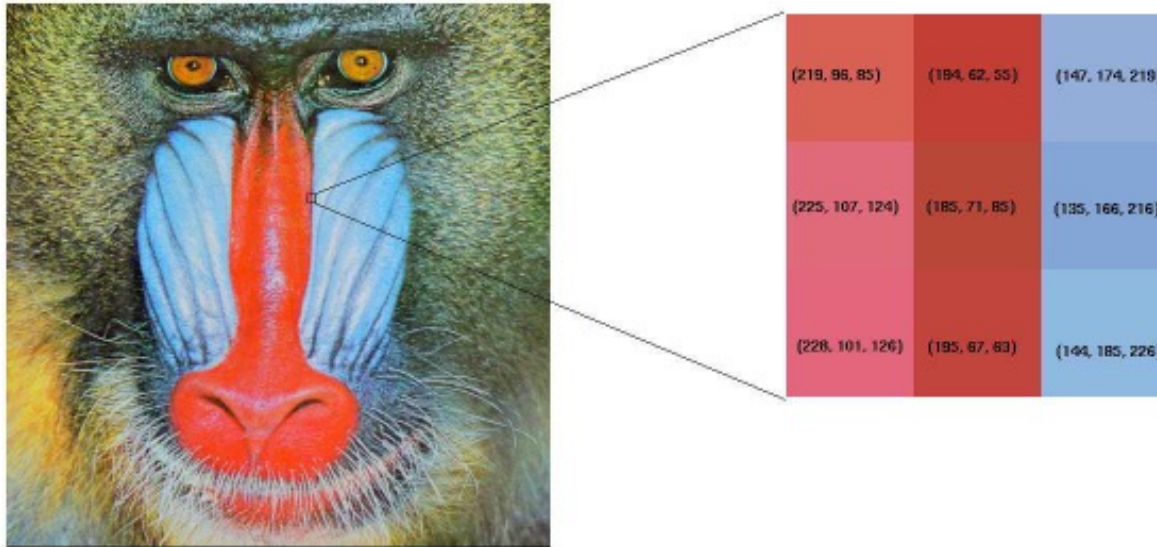 (219, 96, 85) (194, 62, 55) (147, 174, 219)
(225, 107, 124) (185, 71, 85) (135, 166, 216)
(228, 101, 126) (195, 67, 63) (144, 185, 226